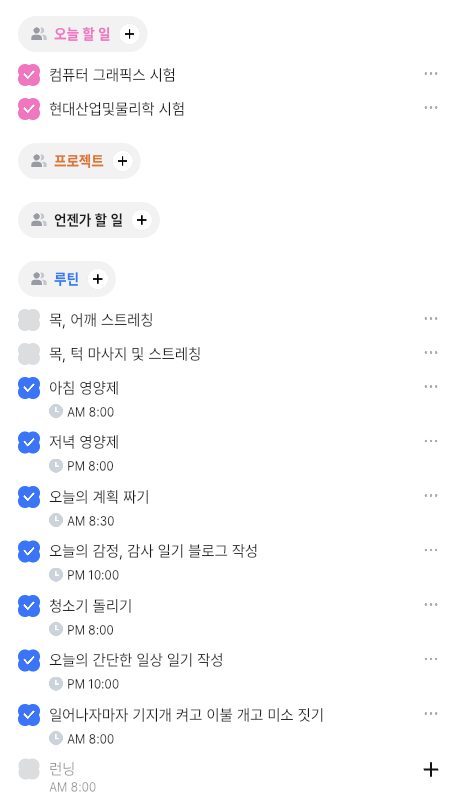 오늘 할 일
컴퓨터 그래픽스 시험
현대산업및물리학 시험
프로젝트
언젠가 할 일
루틴
목, 어깨 스트레칭
목, 턱 마사지 및 스트레칭
아침 영양제
AM 8:00
저녁 영양제
PM 8:00
오늘의 계획 짜기
AM 8:30
오늘의 감정, 감사 일기 블로그 작성
PM 10:00
청소기 돌리기
PM 8:00
오늘의 간단한 일상 일기 작성
PM 10:00
일어나자마자 기지개 켜고 이불 개고 미소 짓기
AM 8:00
런닝
AM 8:00